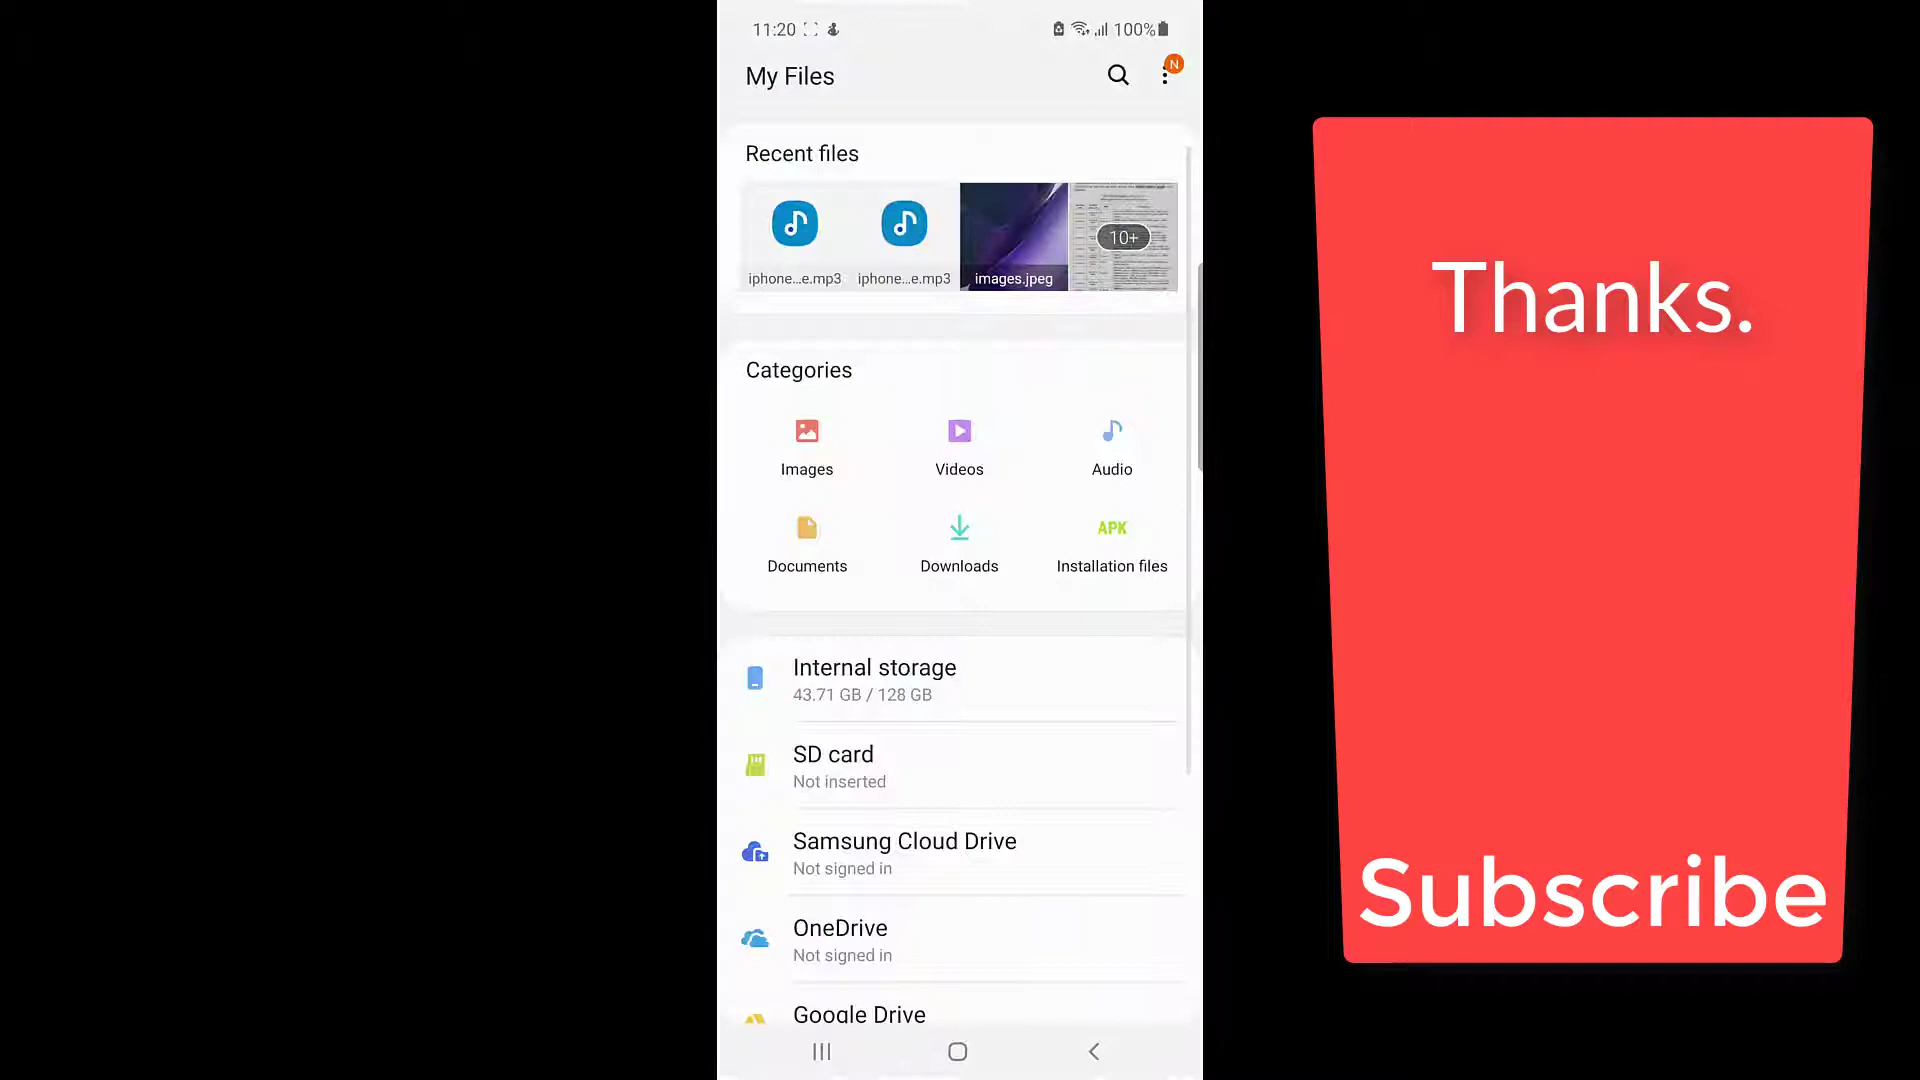 11:20
100%
My Files
N
Recent files
iphone...e.mp3
iphone...e.mp3
images.jpeg
10+
Categories
Images
Videos
Audio
Documents
APK
Downloads
Installation files
Internal storage
43.71 GB / 128 GB
SD card
Not inserted
Samsung Cloud Drive
Not signed in
OneDrive
Not signed in
Google Drive
Thanks.
Subscribe